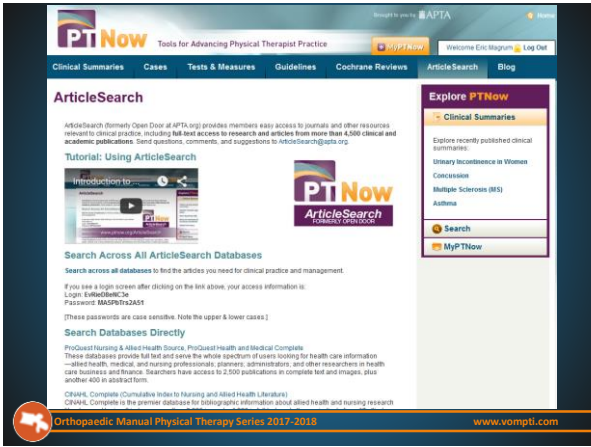 Brought to you by APTA
Home
PT Now Tools for Advancing Physical Therapist Practice
MyPTNow
Welcome Eric Magrum Log Out
Clinical Summaries Cases Tests & Measures Guidelines Cochrane Reviews Article Search Blog
ArticleSearch
ArticleSearch (formerly Open Door at APTA.org) provides members easy access to journals and other resources
relevant to clinical practice, including full-text access to research and articles from more than 4,500 clinical and
academic publications. Send questions, comments, and suggestions to ArticleSearch@apta.org.
Tutorial: Using ArticleSearch
Introduction to
PT Now
ArticleSearch
FORMERLY OPEN DOOR
Search Across All ArticleSearch Databases
Search across all databases to find the articles you need for clinical practice and management.
If you see a login screen after clicking on the link above, your access
information is:
Login: EvRieDBeNC3e
Password: MASPbTrs2A51
[These passwords are case sensitive. Note the upper & lower cases.]
Search Databases Directly
ProQuest Nursing & Allied Health Source, ProQuest Health and Medical Complete
These databases provide full text and serve the whole spectrum of users looking for health care information
—allied health, medical, and nursing professionals, planners, administrators, and other researchers in health
care business and finance. Searchers have access to 2,500 publications in complete text and images, plus
another 400 in abstract form.
CINAHL Complete (Cumulative Index to Nursing and Allied Health Literature)
CINAHL Complete is the premier database for bibliographic information about allied health and nursing research
Explore PTNow
Clinical Summaries
Explore recently published clinical
summaries:
Urinary Incontinence in Women
Concussion
Multiple Sclerosis (MS)
Asthma
Search
MyPTNow
Orthopaedic Manual Physical Therapy Series 2017-2018 www.vompti.com